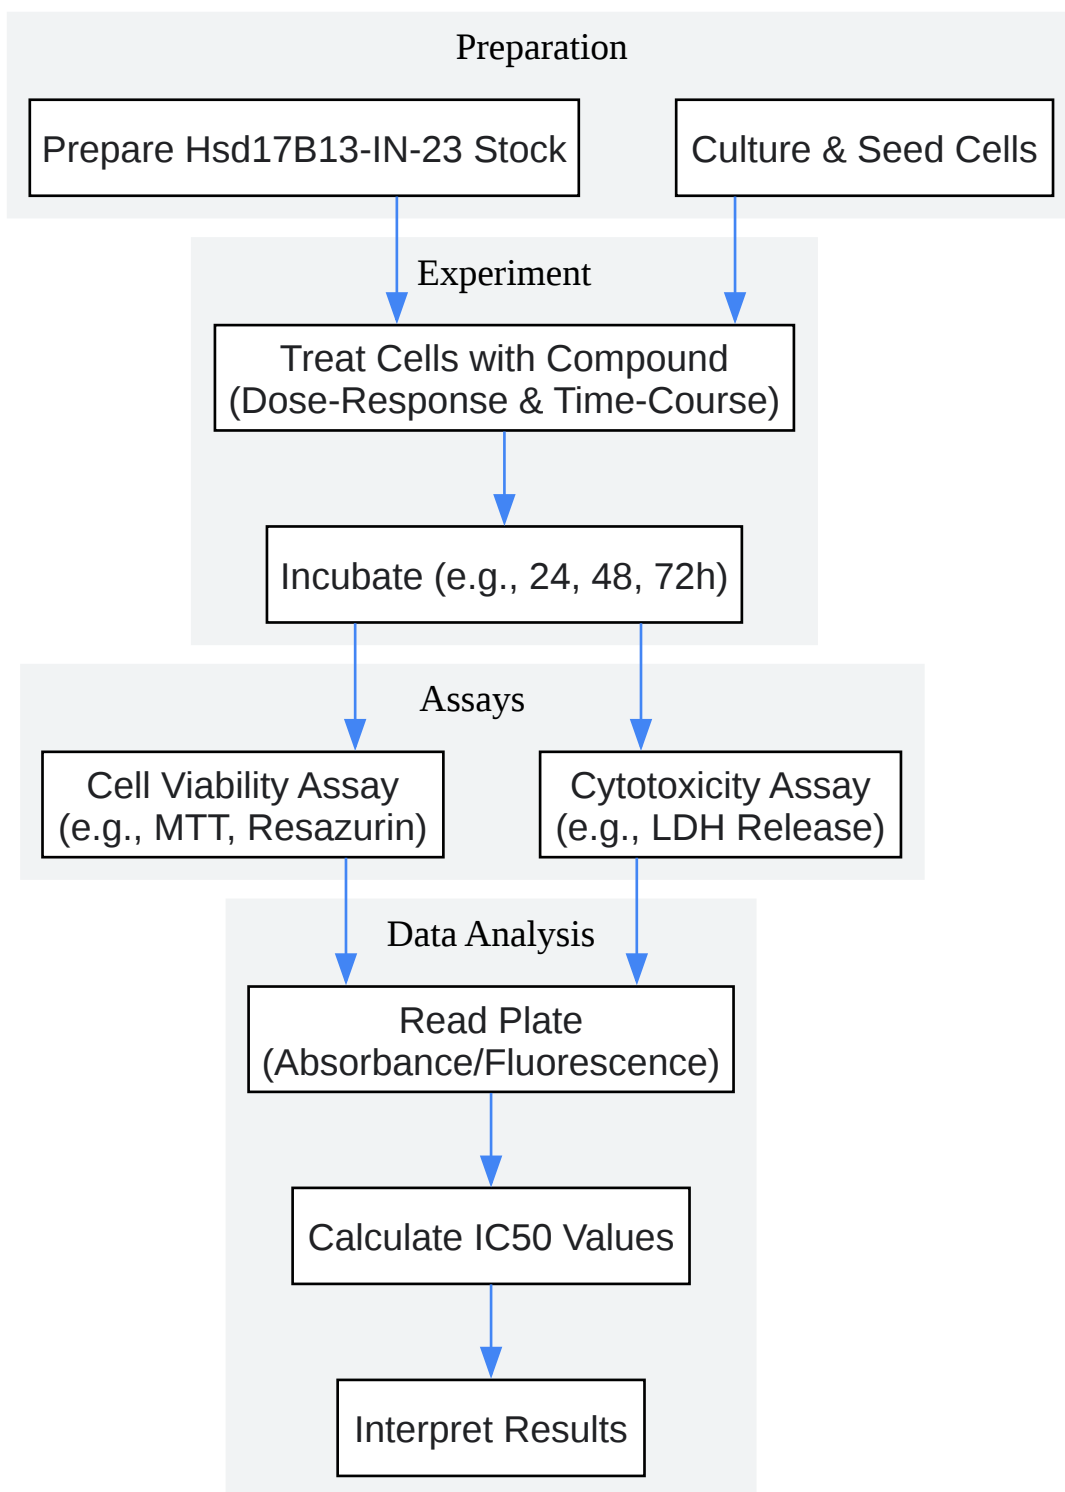 Preparation
Prepare Hsd17B13-IN-23 Stock
Culture & Seed Cells
Experiment
Treat Cells with Compound
(Dose-Response & Time-Course)
Incubate (e.g., 24, 48, 72h)
Assays
Cell Viability Assay
(e.g., MTT, Resazurin)
Cytotoxicity Assay
(e.g., LDH Release)
Data Analysis
Read Plate
(Absorbance/Fluorescence)
Calculate IC50 Values
Interpret Results